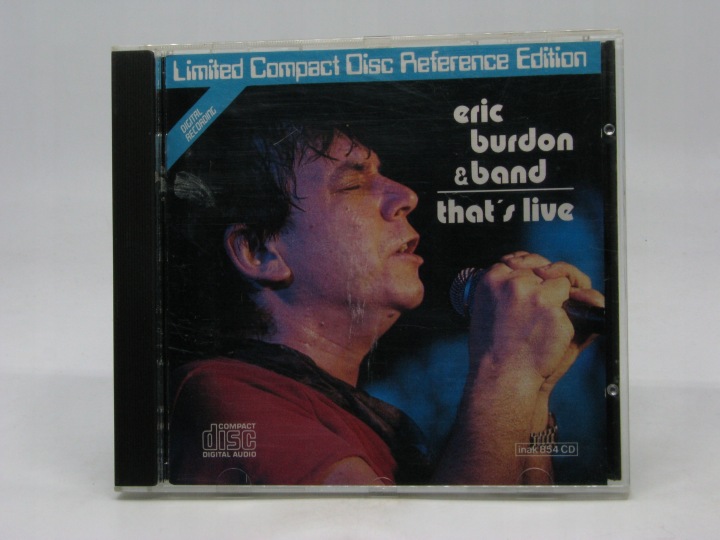 Limited Compact Disc Reference Edition
DIGITAL
RECORDING
eric
burdon
&band
that's live
COMPACT
disc
DIGITAL AUDIO
inak 854 CD